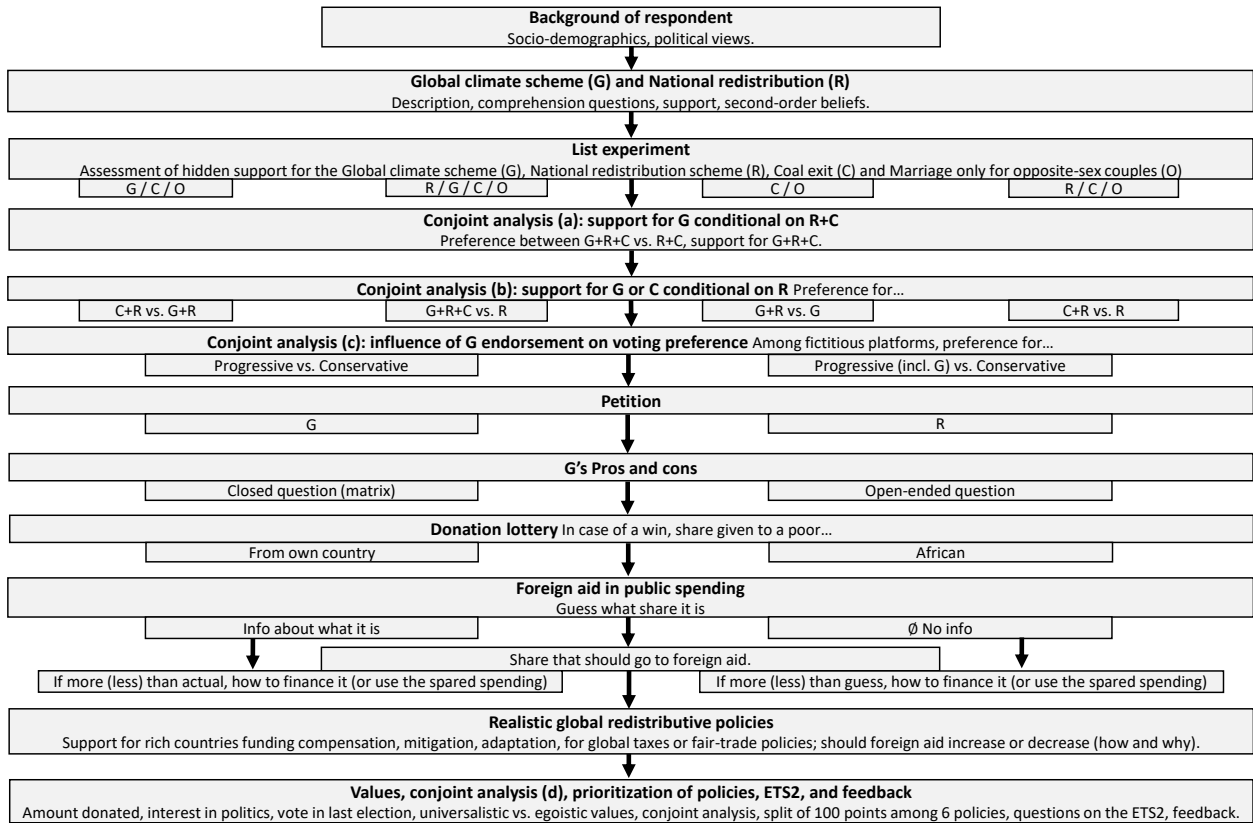 Background of respondent
Socio-demographics, political views.
Global climate scheme (G) and National redistribution (R)
Description, comprehension questions, support, second-order beliefs.
List experiment
Assessment of hidden support for the Global climate scheme (G), National redistribution scheme (R), Coal exit (C) and Marriage only for opposite-sex couples (O)
G / C / O
R / G / C / O
C / O
R / C / O
Conjoint analysis (a): support for G conditional on R+C
Preference between G+R+C vs. R+C, support for G+R+C.
Conjoint analysis (b): support for G or C conditional on R Preference for…
C+R vs. G+R
G+R+C vs. R
G+R vs. G
C+R vs. R
Conjoint analysis (c): influence of G endorsement on voting preference Among fictitious platforms, preference for…
Progressive vs. Conservative
Progressive (incl. G) vs. Conservative
Petition
G
R
G's Pros and cons
Closed question (matrix)
Open-ended question
Donation lottery In case of a win, share given to a poor…
From own country
African
Foreign aid in public spending
Guess what share it is
Info about what it is
Ø No info
Share that should go to foreign aid.
If more (less) than actual, how to finance it (or use the spared spending)
If more (less) than guess, how to finance it (or use the spared spending)
Realistic global redistributive policies
Support for rich countries funding compensation, mitigation, adaptation, for global taxes or fair-trade policies; should foreign aid increase or decrease (how and why).
Values, conjoint analysis (d), prioritization of policies, ETS2, and feedback
Amount donated, interest in politics, vote in last election, universalistic vs. egoistic values, conjoint analysis, split of 100 points among 6 policies, questions on the ETS2, feedback.